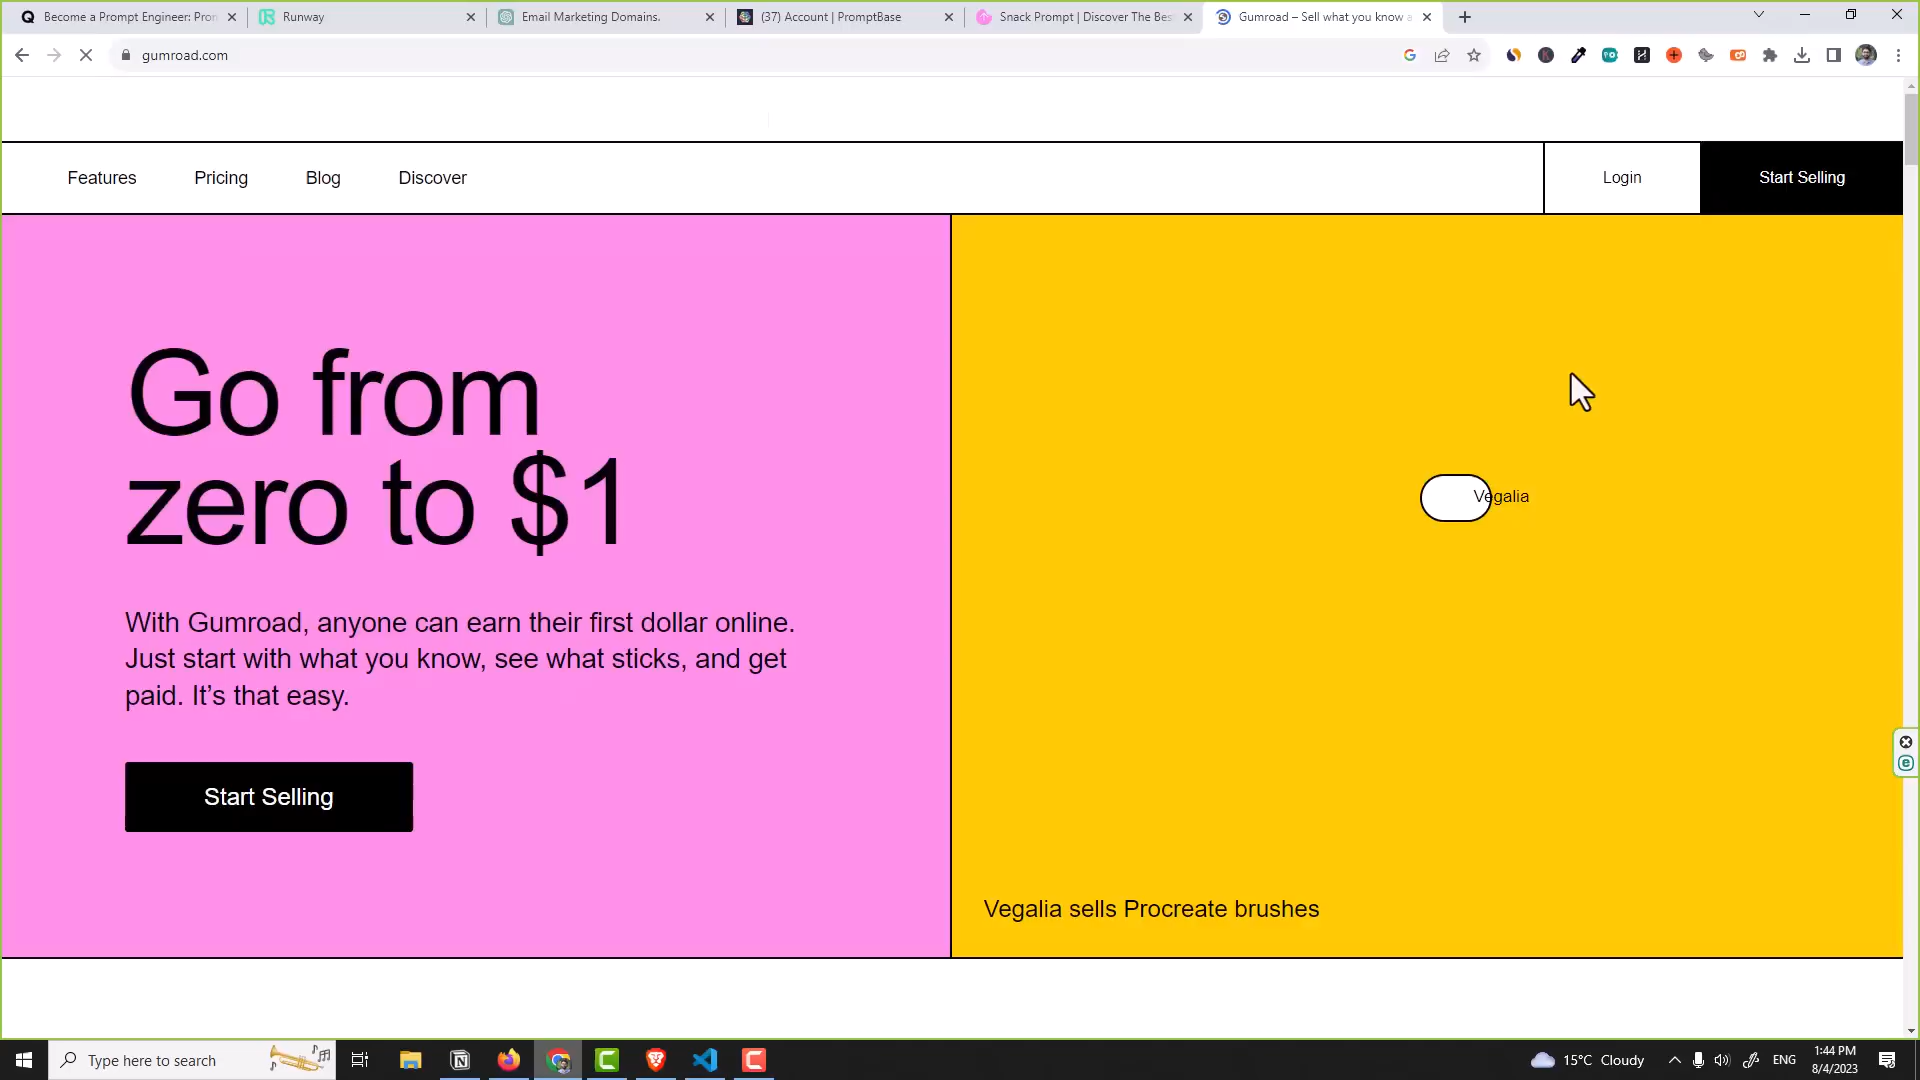 Become a Prompt Engineer: Pron
Runway
Email Marketing Domains.
(37) Account | PromptBase
Snack Prompt | Discover The Bes
Gumroad – Sell what you know a
gumroad.com
Features
Pricing
Blog
Discover
Login
Start Selling
Go from
zero to $1
With Gumroad, anyone can earn their first dollar online.
Just start with what you know, see what sticks, and get
paid. It’s that easy.
Start Selling
Vegalia
Vegalia sells Procreate brushes
Type here to search
15°C Cloudy
ENG
1:44 PM
8/4/2023